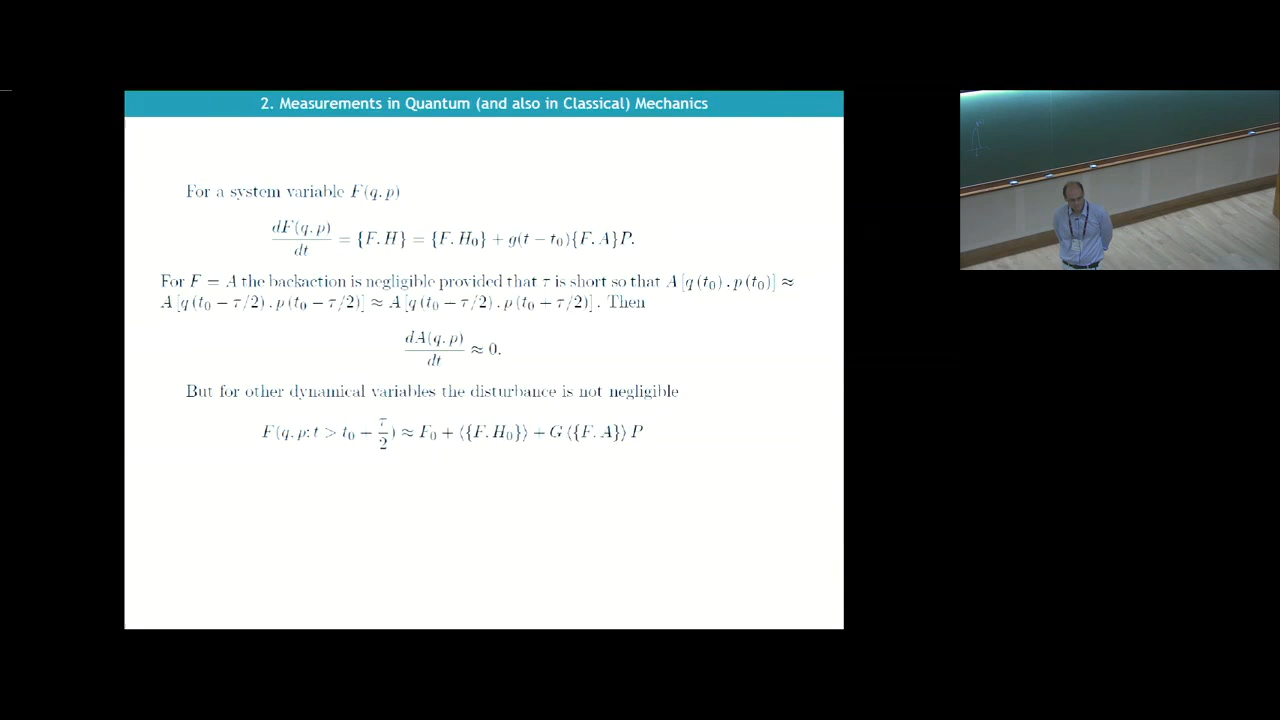 2. Measurements in Quantum (and also in Classical) Mechanics
For a system variable F(q, p)
dF(q, p)/dt = {F, H} = {F, H₀} + g(t − t₀){F, A}P.
For F = A the backaction is negligible provided that τ is short so that A [q (t₀) , p (t₀)] ≈
A [q (t₀ − τ/2) , p (t₀ − τ/2)] ≈ A [q (t₀ − τ/2) , p (t₀ + τ/2)] . Then
dA(q, p)/dt ≈ 0.
But for other dynamical variables the disturbance is not negligible
F(q, p; t > t₀ + τ/2) ≈ F₀ + ⟨{F, H₀}⟩ + G ⟨{F, A}⟩ P